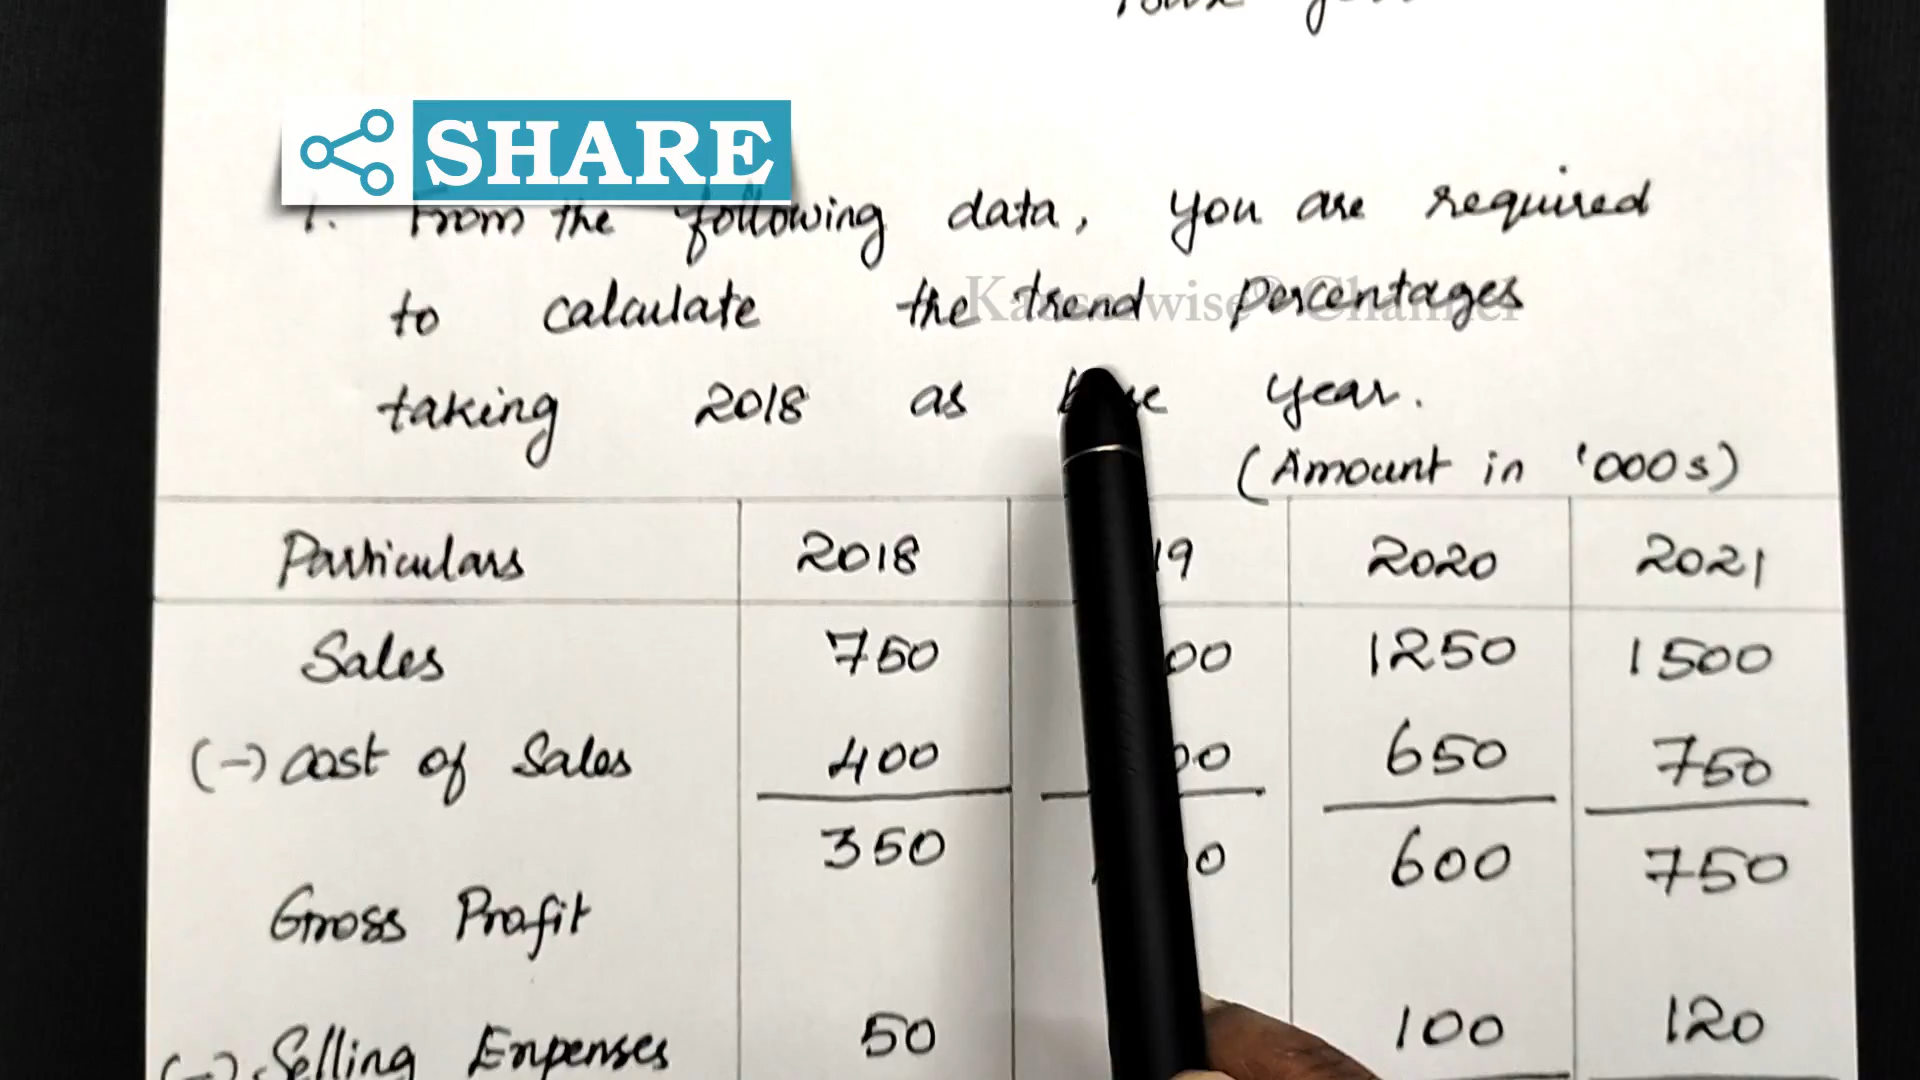 SHARE
1. From the following data, you are required
to calculate the trend percentages
taking 2018 as year.
(Amount in '000s)
Particulars 2018 2020 2021
Sales 750 1250 1500
(-) Cost of Sales 400 650 750
350 600 750
Gross Profit
(-) Selling Expenses 50 100 120